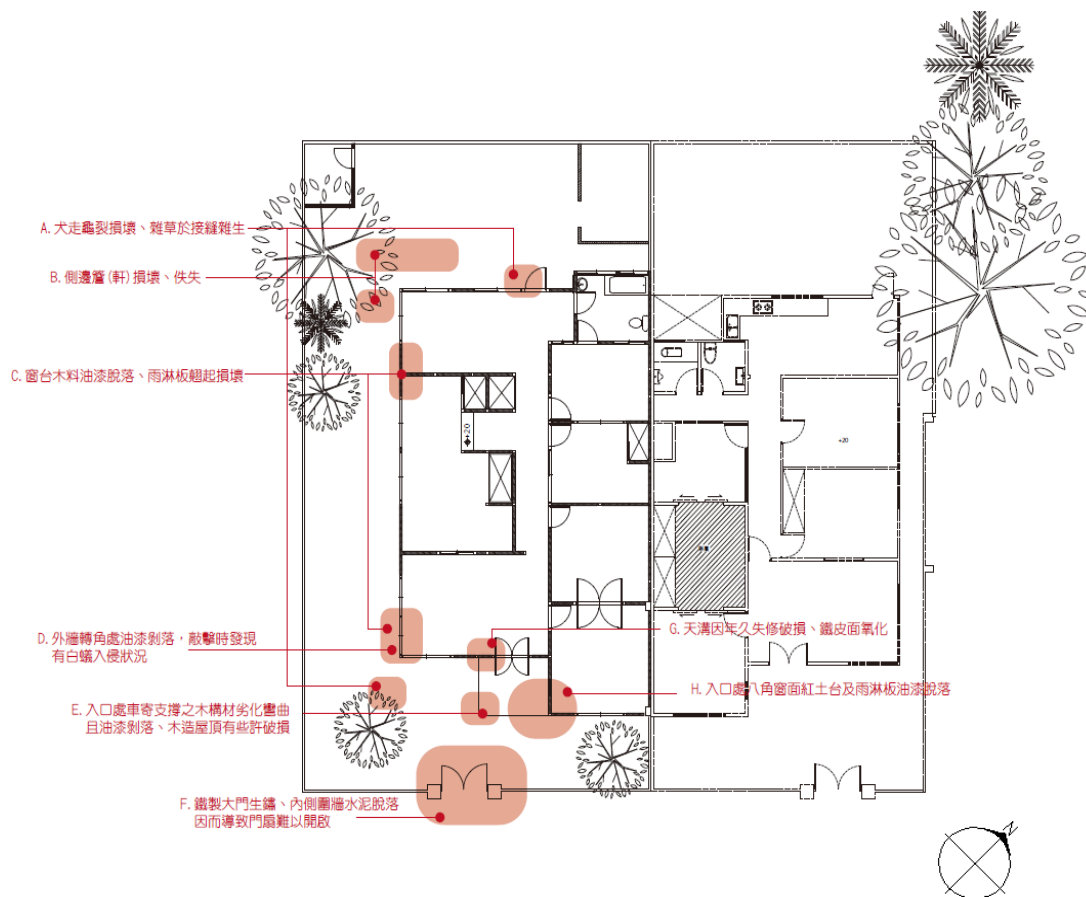 A. 犬走龜裂損壞、雜草於接縫雜生
B. 側邊簷(軒)損壞、佚失
C. 窗台木料油漆脫落、雨淋板翹起損壞
+20
+20
D. 外牆轉角處油漆剝落，敲擊時發現
有白蟻入侵狀況
G. 天溝因年久失修破損、鐵皮面氧化
H. 入口處八角窗面紅土台及雨淋板油漆脫落
E. 入口處車寄支撐之木構材劣化彎曲
且油漆剝落、木造屋頂有些許破損
F. 鐵製大門生鏽、內側圍牆水泥脫落
因而導致門扇難以開啟
N